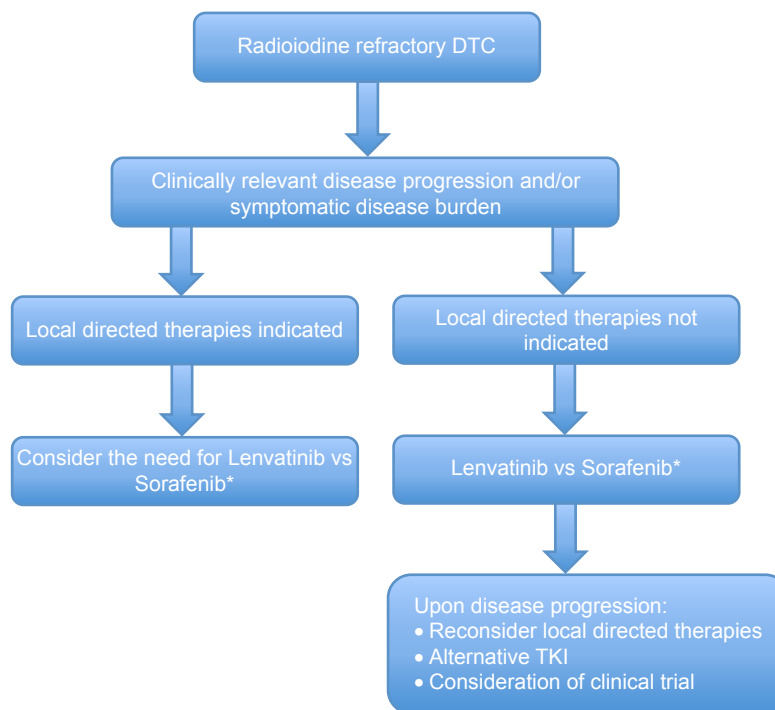 Radioiodine refractory DTC
Clinically relevant disease progression and/or
symptomatic disease burden
Local directed therapies indicated
Local directed therapies not
indicated
Consider the need for Lenvatinib vs
Sorafenib*
Lenvatinib vs Sorafenib*
Upon disease progression:
• Reconsider local directed therapies
• Alternative TKI
• Consideration of clinical trial